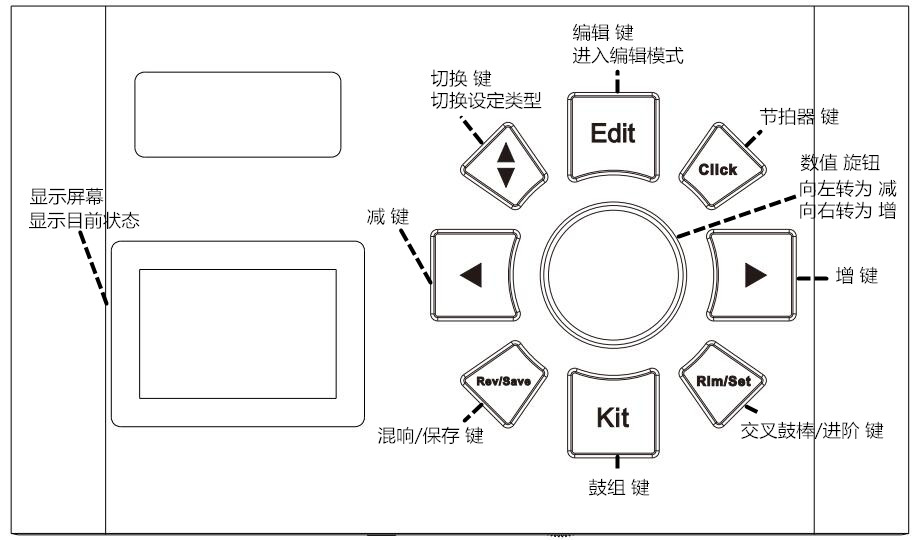 编辑 键
进入编辑模式
切换 键
切换设定类型
Edit
节拍器 键
Click
数值 旋钮
向左转为 减
向右转为 增
显示屏幕
显示目前状态
减 键
增 键
Rev/Save
Rim/Set
Kit
混响/保存 键
交叉鼓棒/进阶 键
鼓组 键